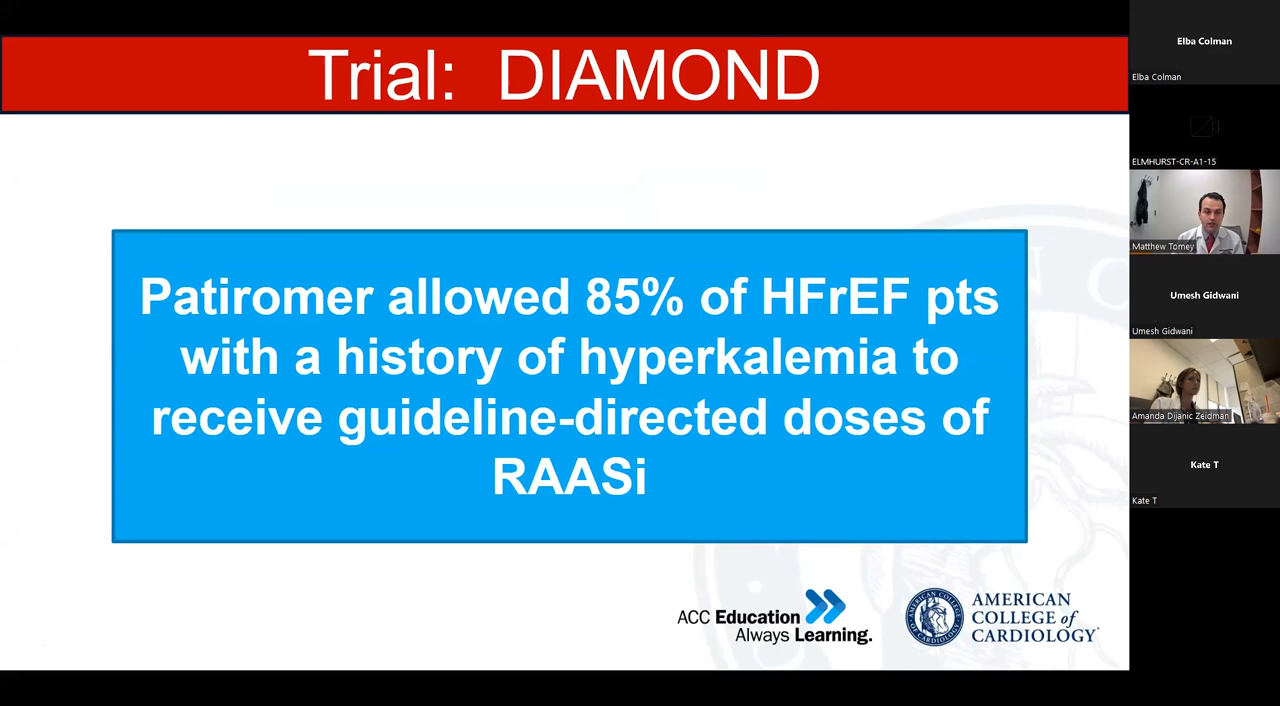 Trial: DIAMOND
Patiromer allowed 85% of HFrEF pts
with a history of hyperkalemia to
receive guideline-directed doses of
RAASi
ACC Education
Always Learning.
AMERICAN
COLLEGE of
CARDIOLOGY
Elba Colman
Elba Colman
ELMHURST-CR-A1-15
Matthew Tomey
Umesh Gidwani
Umesh Gidwani
Amanda Dijanic Zeidman
Kate T
Kate T